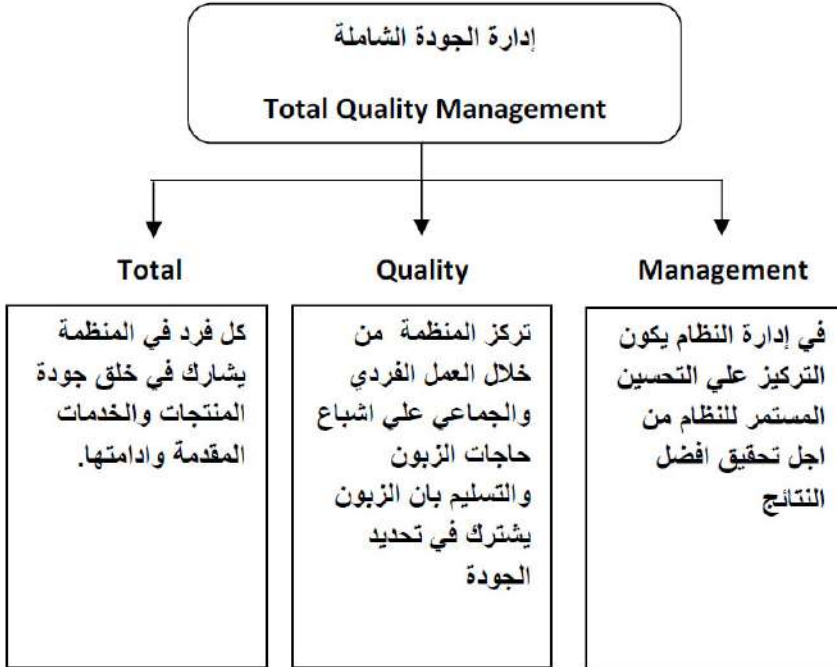 إدارة الجودة الشاملة
Total Quality Management
Total
كل فرد في المنظمة
يشارك في خلق جودة
المنتجات والخدمات
المقدمة وادامتها.
Quality
تركز المنظمة من
خلال العمل الفردي
والجماعي علي اشباع
حاجات الزبون
والتسليم بان الزبون
يشترك في تحديد
الجودة
Management
في إدارة النظام يكون
التركيز علي التحسين
المستمر للنظام من
اجل تحقيق افضل
النتائج